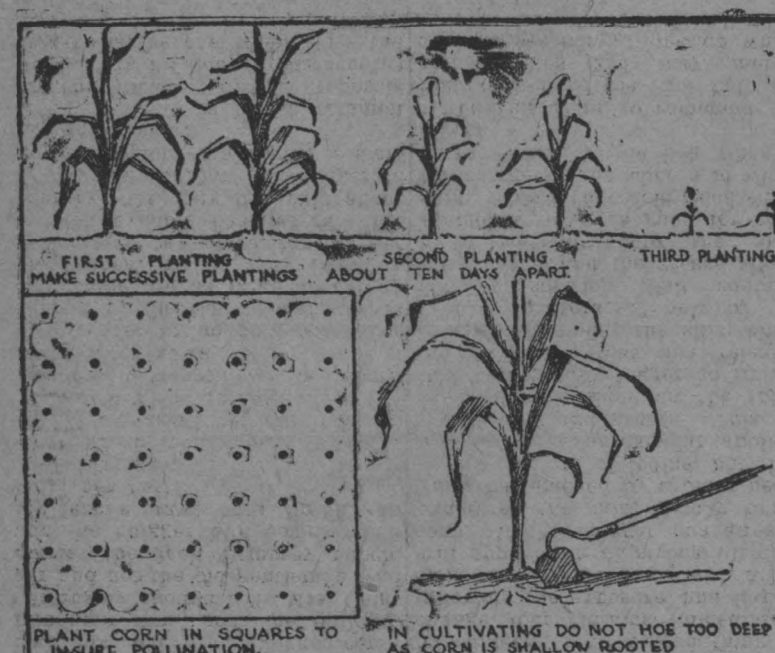 FIRST PLANTING
SECOND PLANTING
THIRD PLANTING
MAKE SUCCESSIVE PLANTINGS ABOUT TEN DAYS APART.
PLANT CORN IN SQUARES TO
INSURE POLLINATION.
IN CULTIVATING DO NOT HOE TOO DEEP
AS CORN IS SHALLOW ROOTED